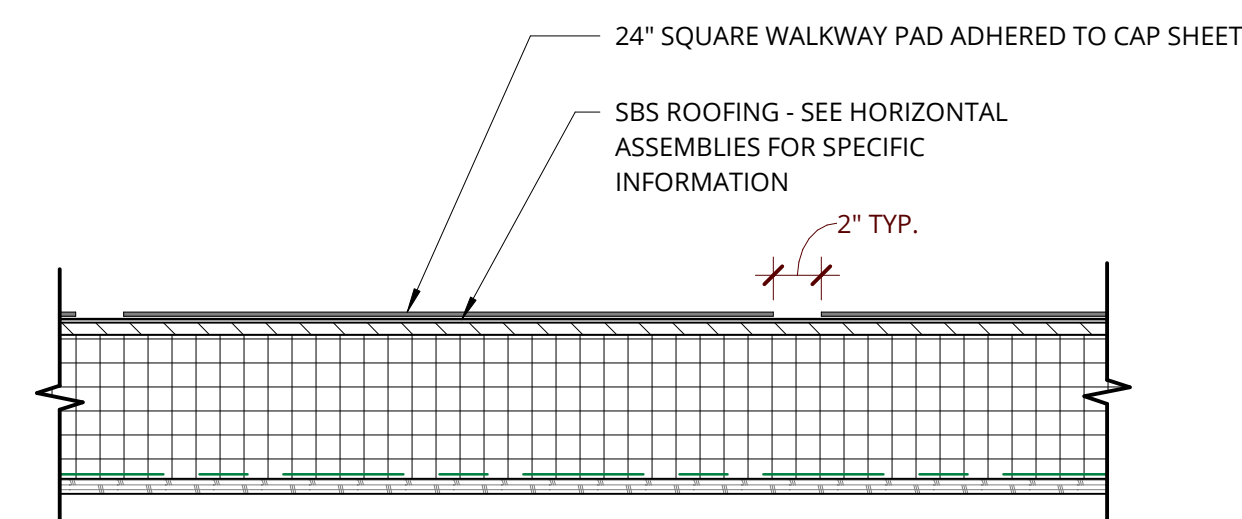 24" SQUARE WALKWAY PAD ADHERED TO CAP SHEET
SBS ROOFING - SEE HORIZONTAL
ASSEMBLIES FOR SPECIFIC
INFORMATION
2" TYP.